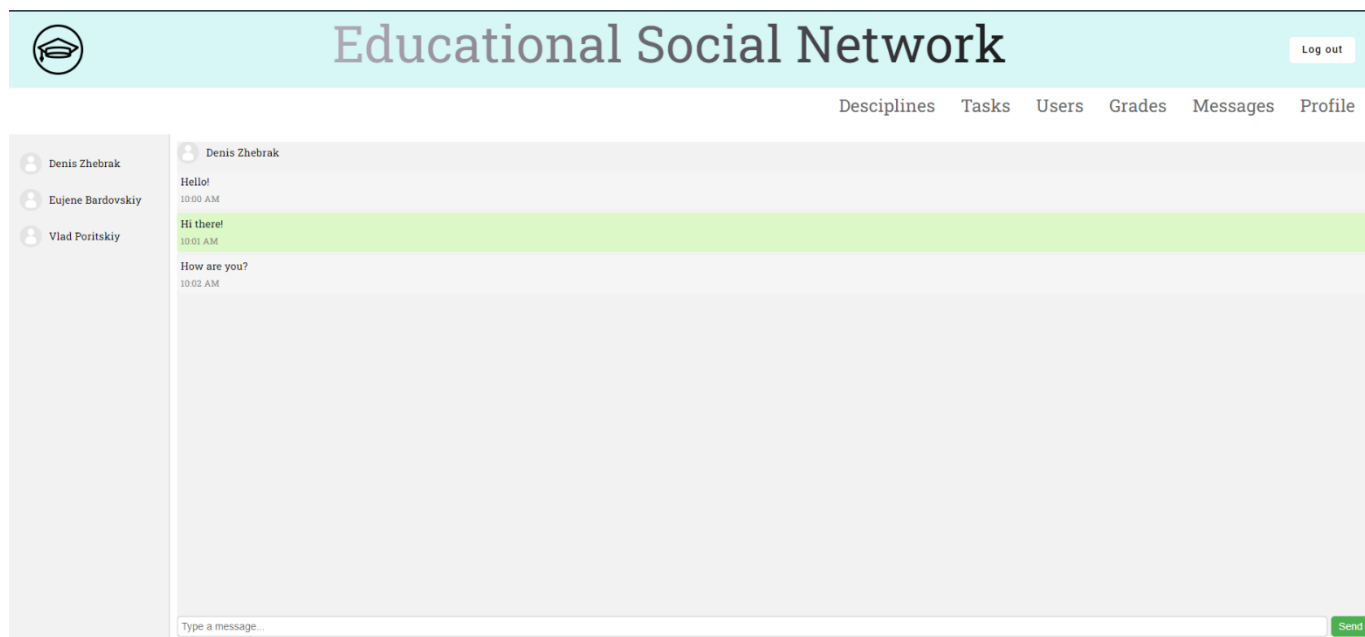 Educational Social Network
Log out
Desciplines Tasks Users Grades Messages Profile
Denis Zhebrak
Eujene Bardovskiy
Vlad Poritskiy
Denis Zhebrak
Hello!
10:00 AM
Hi there!
10:01 AM
How are you?
10:02 AM
Type a message...
Send